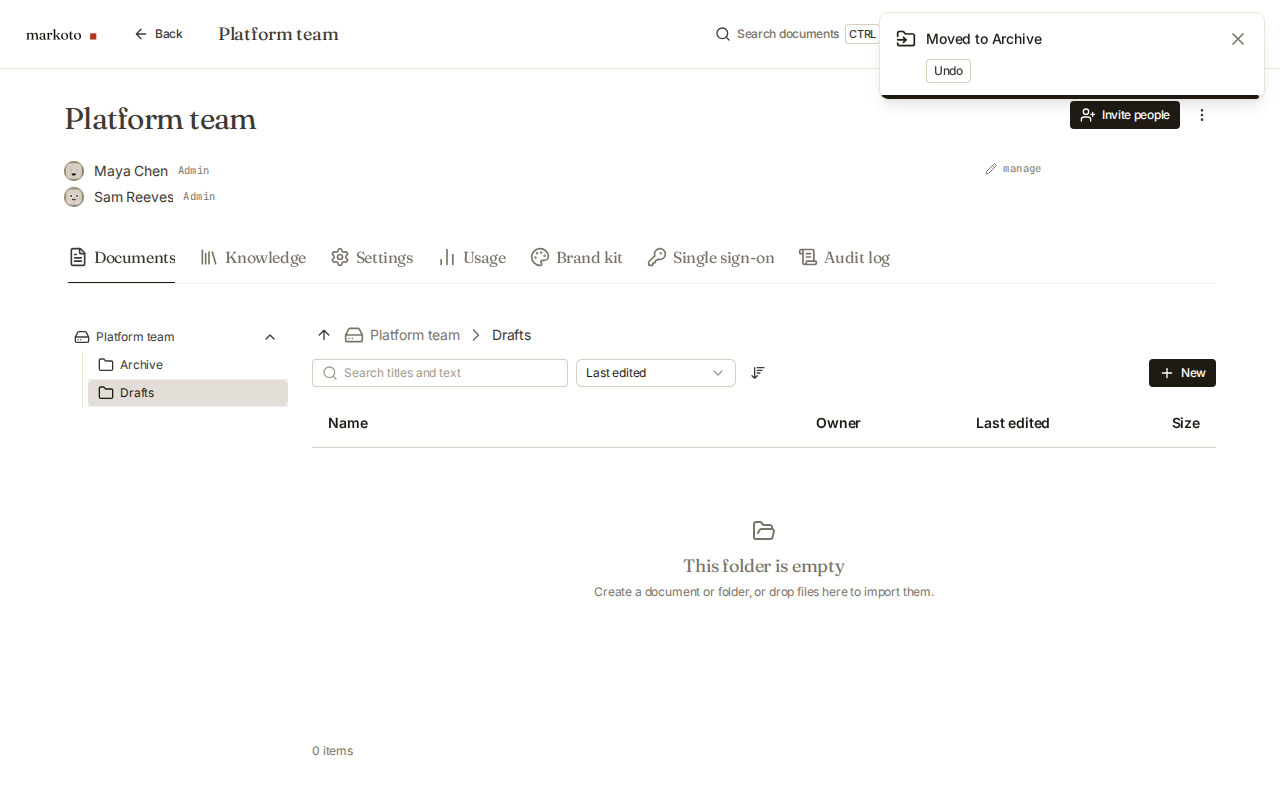 markoto
Back
Platform team
Search documents
CTRL
Moved to Archive
Undo
Platform team
Invite people
Maya Chen Admin
manage
Sam Reeves Admin
Documents
Knowledge
Settings
Usage
Brand kit
Single sign-on
Audit log
Platform team
Archive
Drafts
Platform team
Drafts
Search titles and text
Last edited
New
Name
Owner
Last edited
Size
This folder is empty
Create a document or folder, or drop files here to import them.
0 items